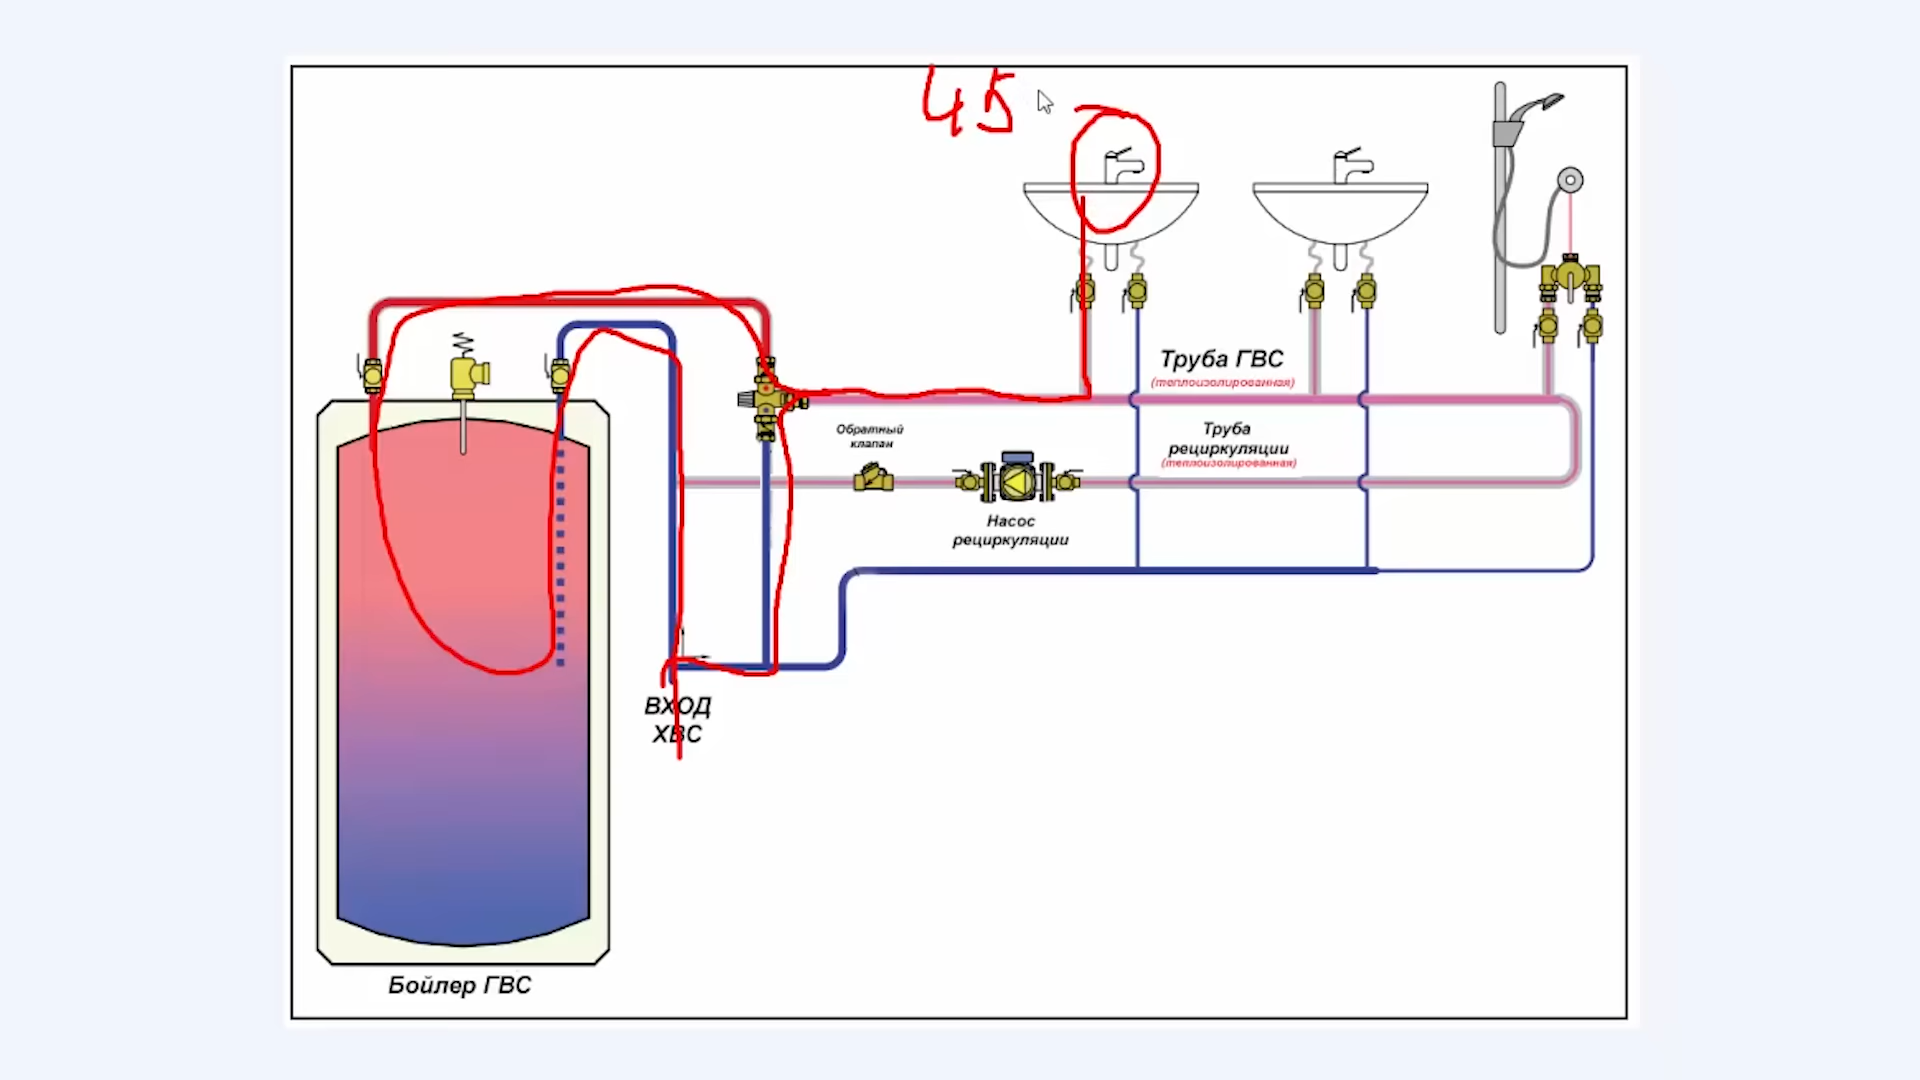 45
Труба ГВС
(теплоизолированная)
Обратный
клапан
Труба
рециркуляции
(теплоизолированная)
Насос
рециркуляции
ВХОД
ХВС
Бойлер ГВС